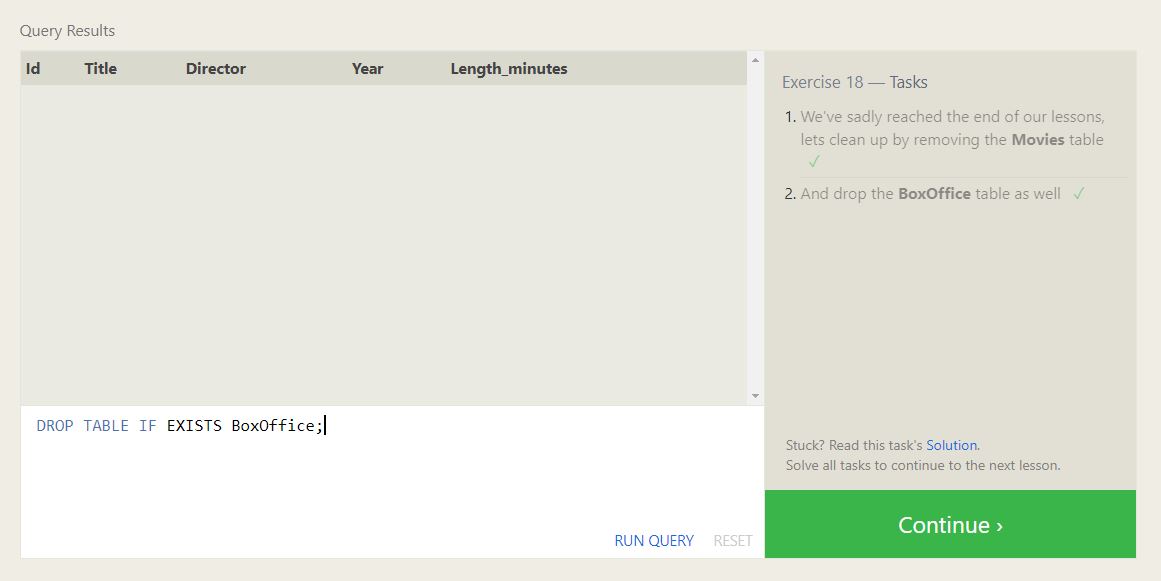 Query Results
Id Title Director Year Length_minutes
DROP TABLE IF EXISTS BoxOffice;
RUN QUERY RESET
Exercise 18 — Tasks
1. We've sadly reached the end of our lessons,
lets clean up by removing the Movies table
✓
2. And drop the BoxOffice table as well ✓
Stuck? Read this task's Solution.
Solve all tasks to continue to the next lesson.
Continue ›